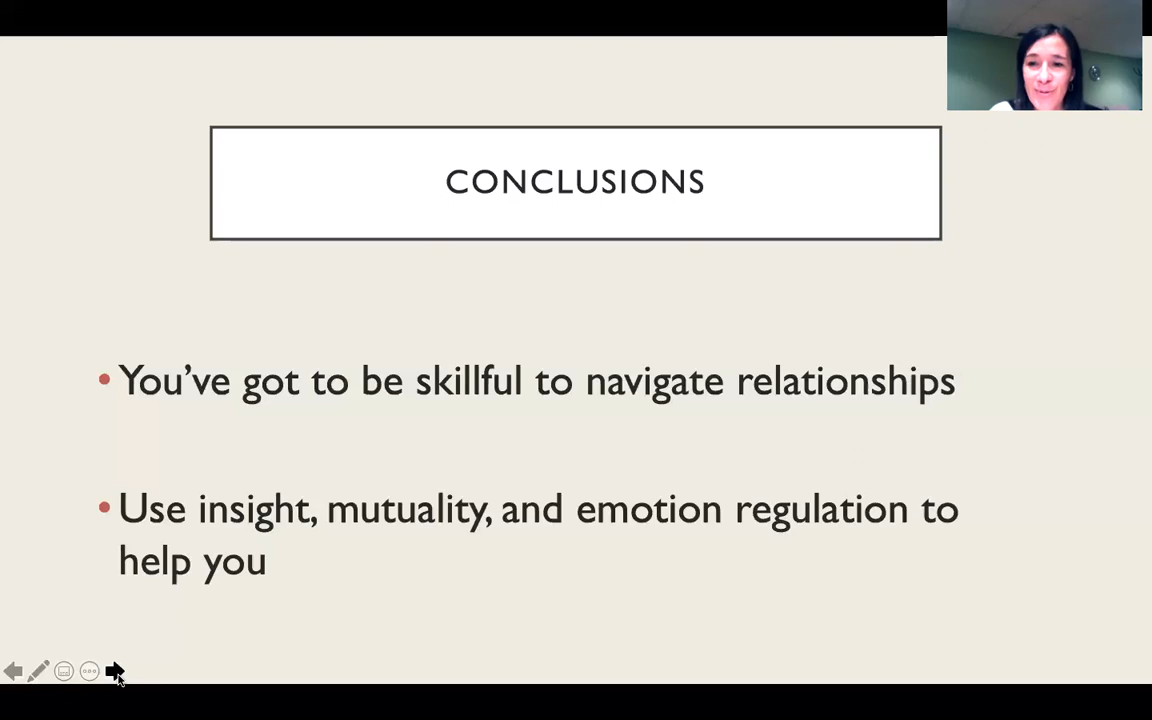 CONCLUSIONS
• You’ve got to be skillful to navigate relationships
• Use insight, mutuality, and emotion regulation to
help you